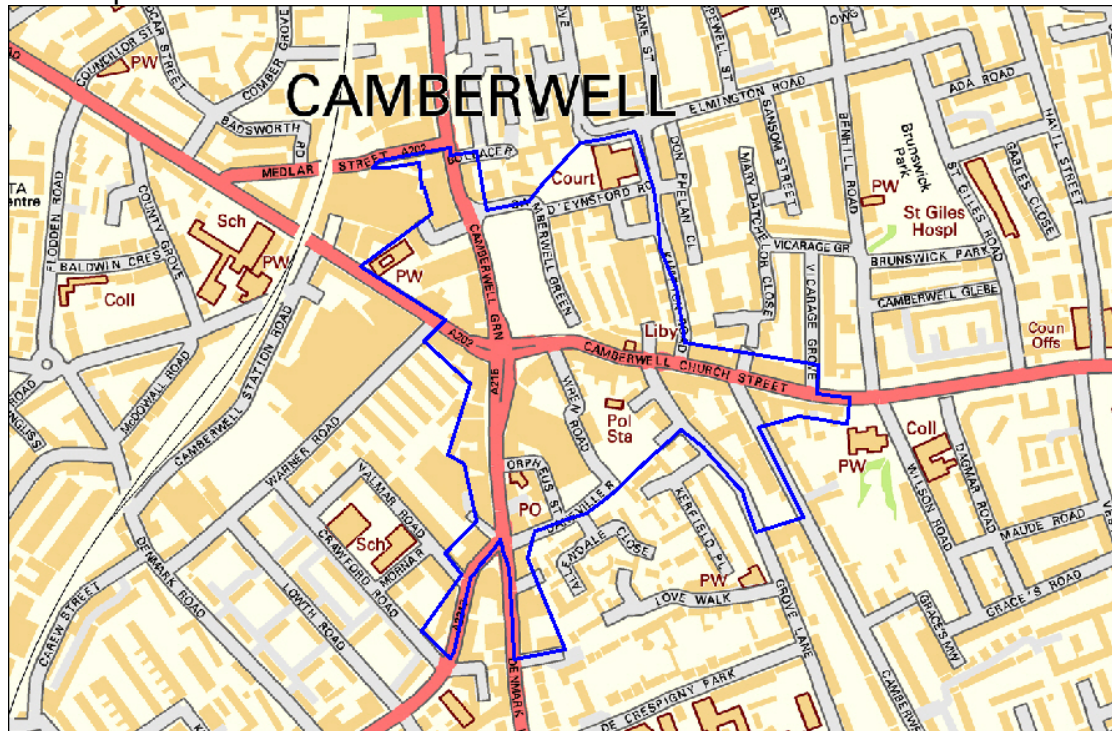 CAMBERWELL
COUNCILLOR ST
PW
COMBER GROVE
BADSWORTH
RD
MEDLAR STREET A202
ELMINGTON ROAD
ADA ROAD
HAVIL STREET
GABLES CLOSE
ST GILES ROAD
SANSOM STREET
BENHILL ROAD
Brunswick
Park
DON PHELAN CL
MARY DATCHELOR CLOSE
Court
D'EYNSFORD RD
CAMBERWELL GREEN
PW
St Giles
Hospl
VICARAGE GR
BRUNSWICK PARK
CAMBERWELL GLEBE
VICARAGE GROVE
Coun
Offs
FLODDEN ROAD
COUNTY GROVE
Sch
PW
BALDWIN CRES
Coll
PW
CAMBERWELL GRN
A202
A215
KIMPTON ROAD
Liby
CAMBERWELL CHURCH STREET
McDOWALL ROAD
CAMBERWELL STATION ROAD
WARNER ROAD
WREN ROAD
Pol
Sta
PW
Coll
DAGMAR ROAD
WILSON ROAD
MAUDE ROAD
GRACE'S ROAD
GRACE'S MW
VALMAR ROAD
Sch
CRAWFORD ROAD
LOWTH ROAD
DENMARK ROAD
CAREW STREET
ORPHEUS ST
PO
DANEVILLE R
ALLENDALE CLOSE
KERFIELD PL
PW
LOVE WALK
GROVE LANE
DENMARK
DE CRESPIGNY PARK
CAMBERWE